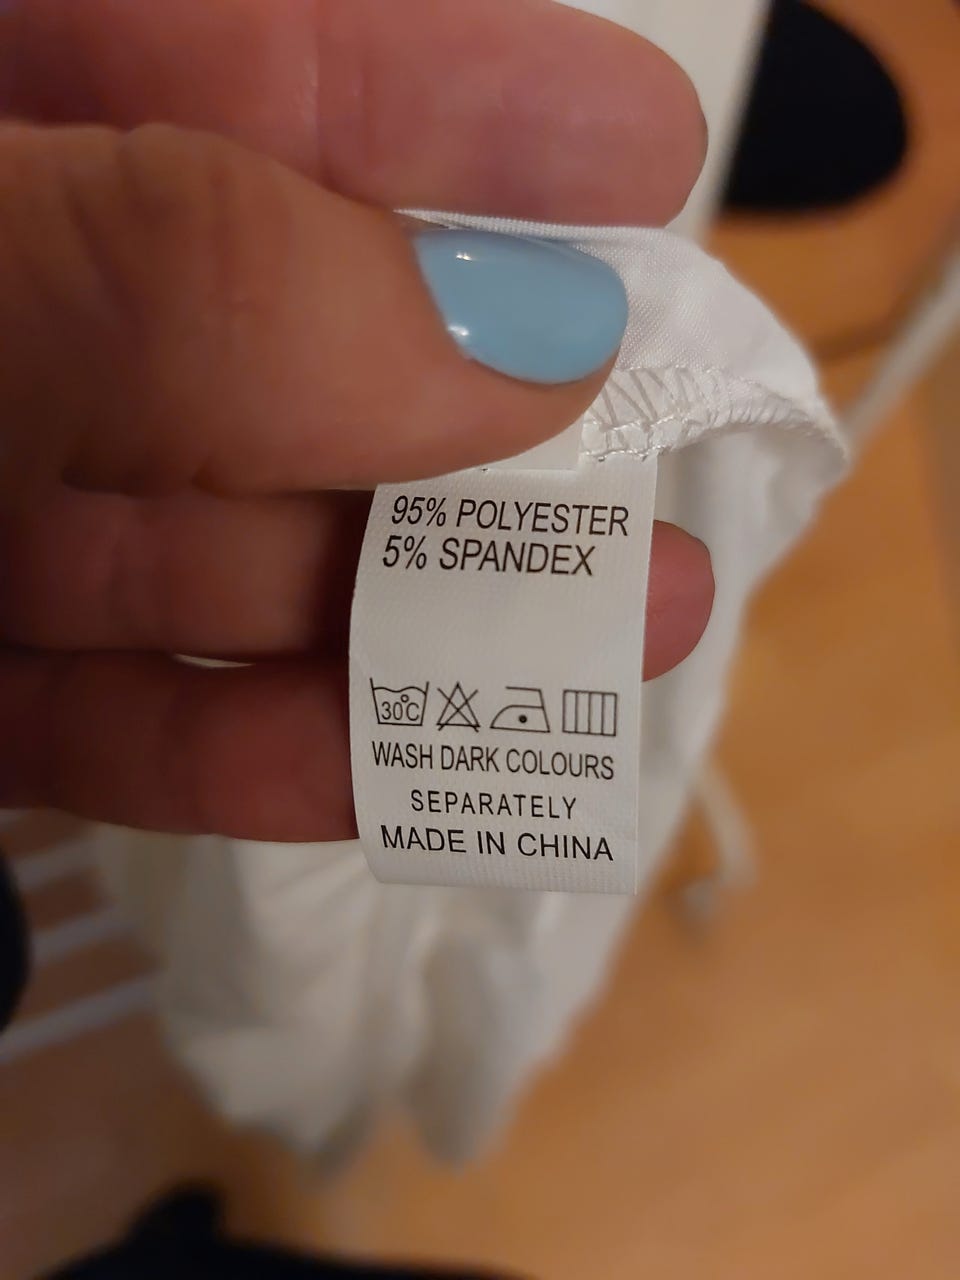 95% POLYESTER
5% SPANDEX
30°C
WASH DARK COLOURS
SEPARATELY
MADE IN CHINA